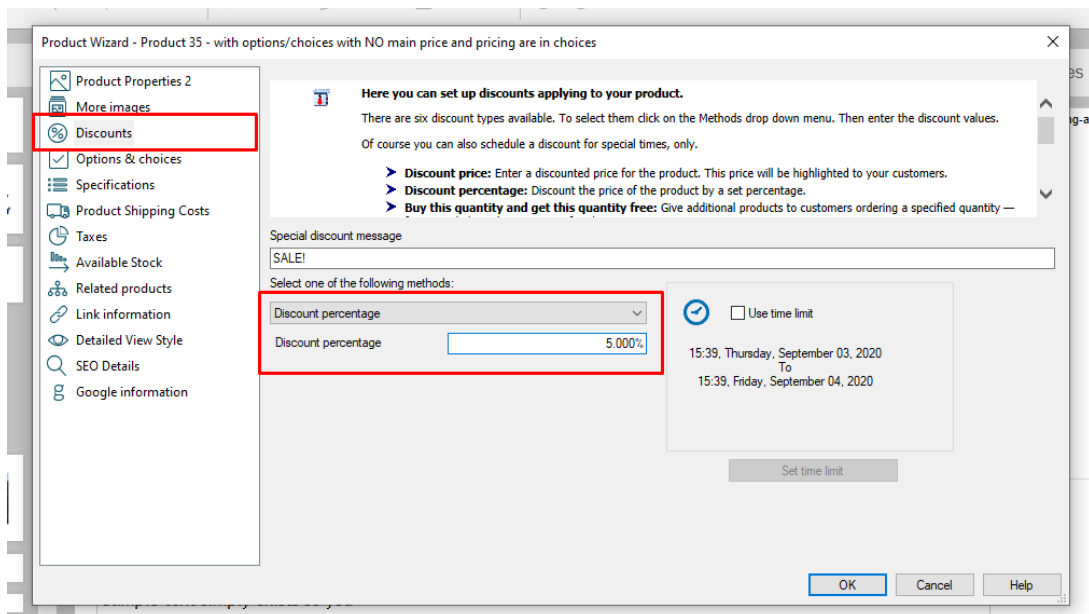 Product Wizard - Product 35 - with options/choices with NO main price and pricing are in choices
es
Product Properties 2
More images
Discounts
Options & choices
Specifications
Product Shipping Costs
Taxes
Available Stock
Related products
Link information
Detailed View Style
SEO Details
Google information
Here you can set up discounts applying to your product.
There are six discount types available. To select them click on the Methods drop down menu. Then enter the discount values.
Of course you can also schedule a discount for special times, only.
Discount price: Enter a discounted price for the product. This price will be highlighted to your customers.
Discount percentage: Discount the price of the product by a set percentage.
Buy this quantity and get this quantity free: Give additional products to customers ordering a specified quantity —
ng-a
Special discount message
SALE!
Select one of the following methods:
Discount percentage
Discount percentage
5.000%
Use time limit
15:39, Thursday, September 03, 2020
To
15:39, Friday, September 04, 2020
Set time limit
OK
Cancel
Help